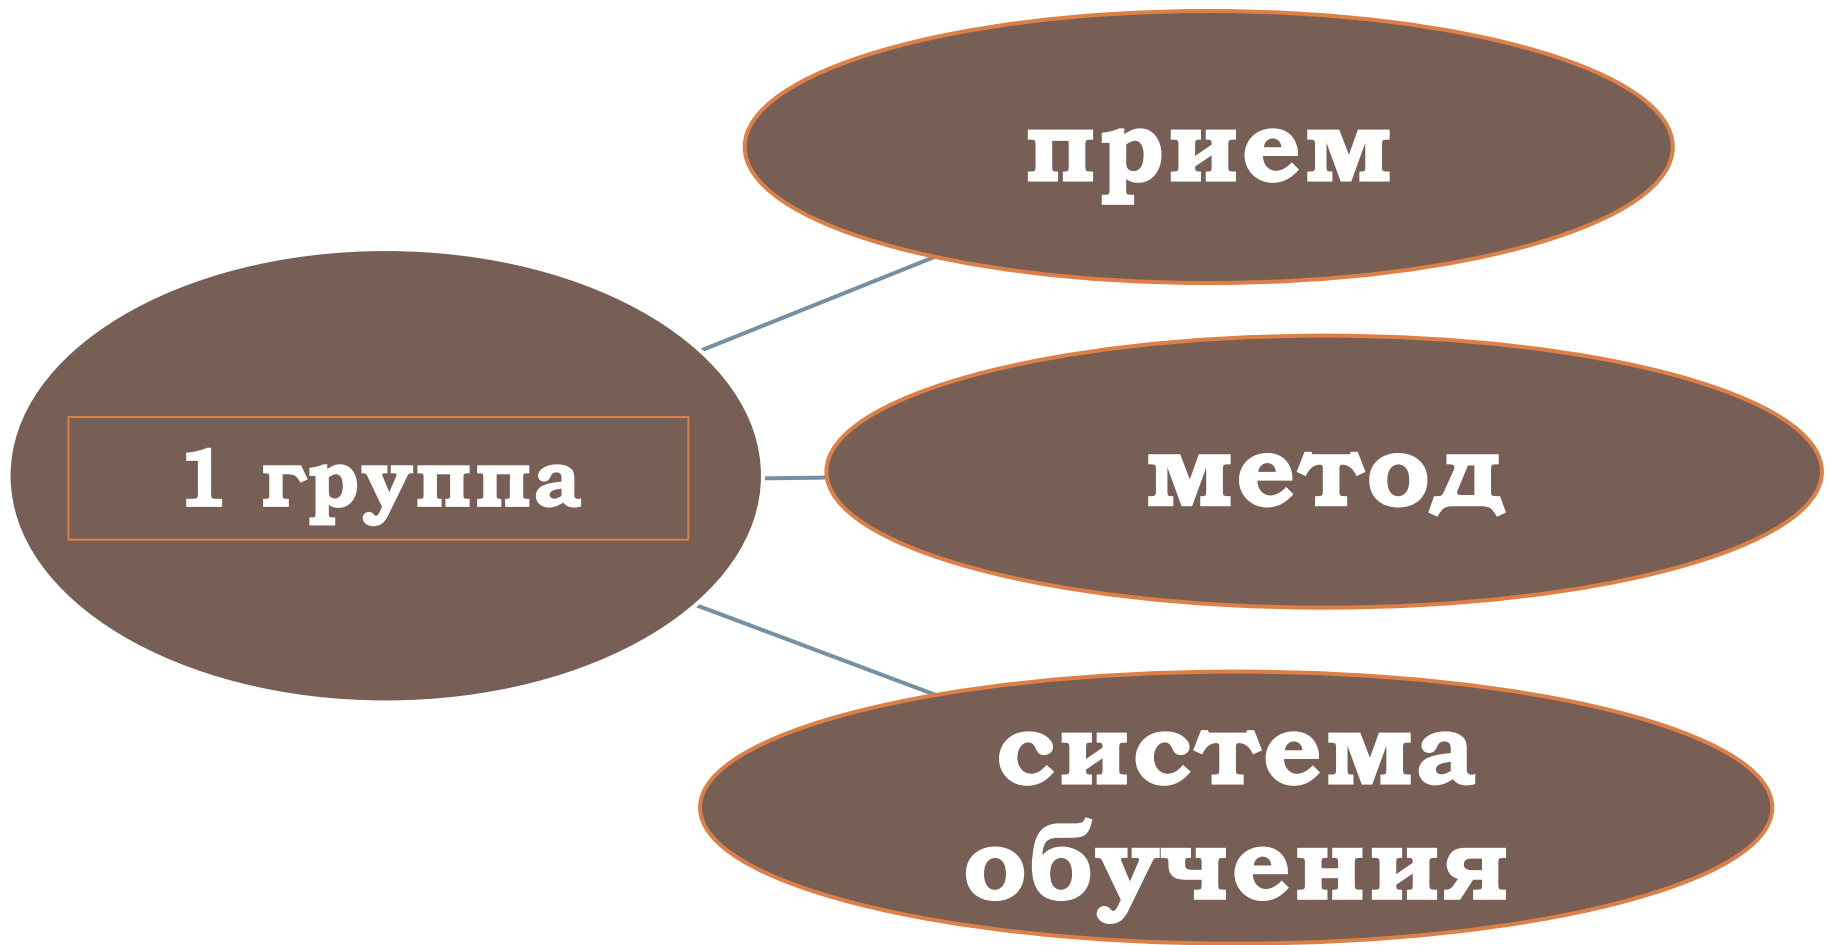 прием
1 группа
метод
система
обучения